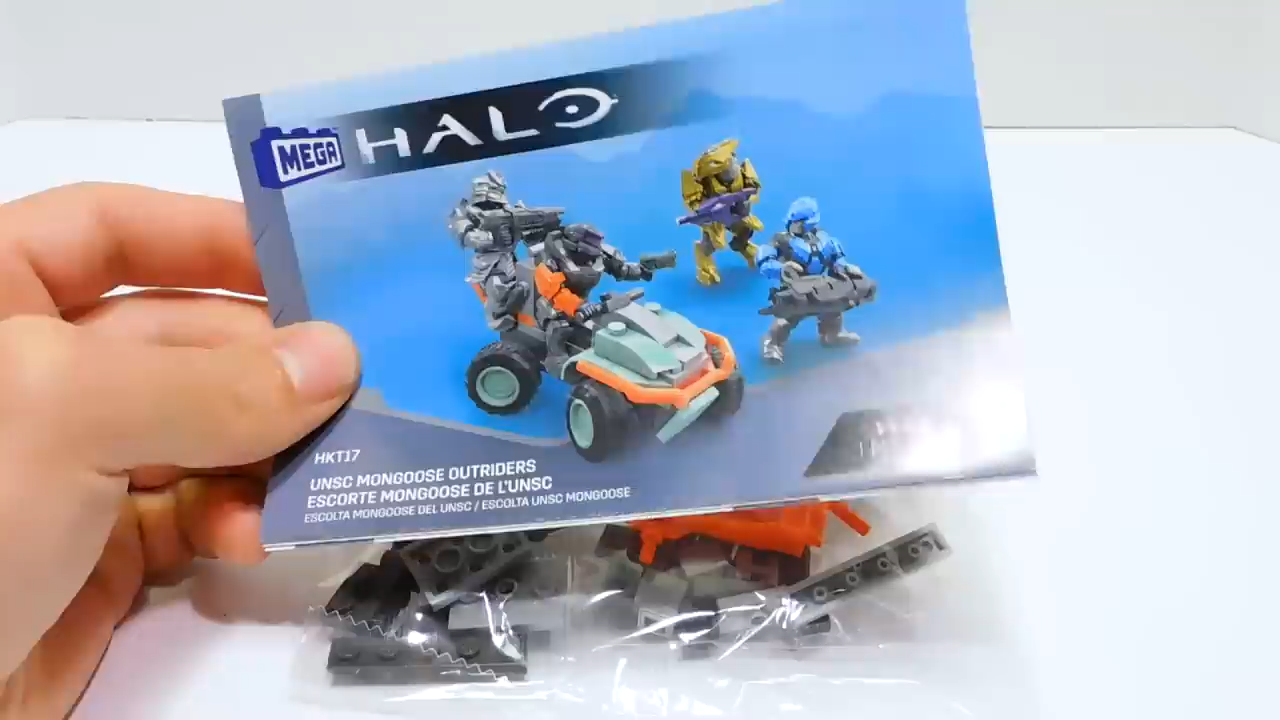 MEGA HALO
HKT17
UNSC MONGOOSE OUTRIDERS
ESCORTE MONGOOSE DE L'UNSC
ESCOLTA MONGOOSE DEL UNSC / ESCOLTA UNSC MONGOOSE